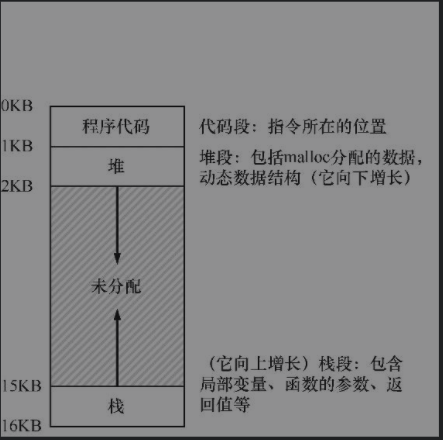 0KB
程序代码
代码段：指令所在的位置
1KB
堆
堆段：包括malloc分配的数据，
动态数据结构（它向下增长）
2KB
未分配
（它向上增长）栈段：包含
局部变量、函数的参数、返
回值等
15KB
栈
16KB